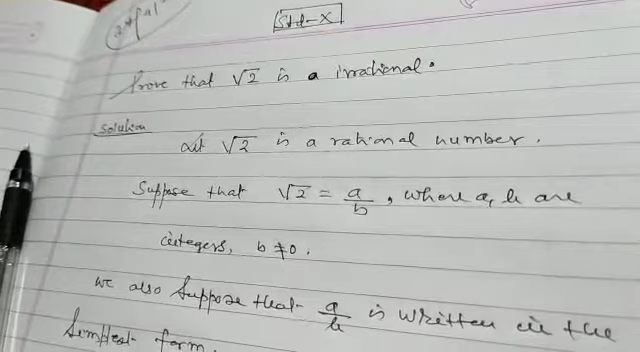 Std-X
Prove that √2 is a irrational.
Solution
Let √2 is a rational number.
Suppose that √2 = a/b, where a, b are
integers, b ≠ 0.
We also suppose that a/b is written in the
simplest form.